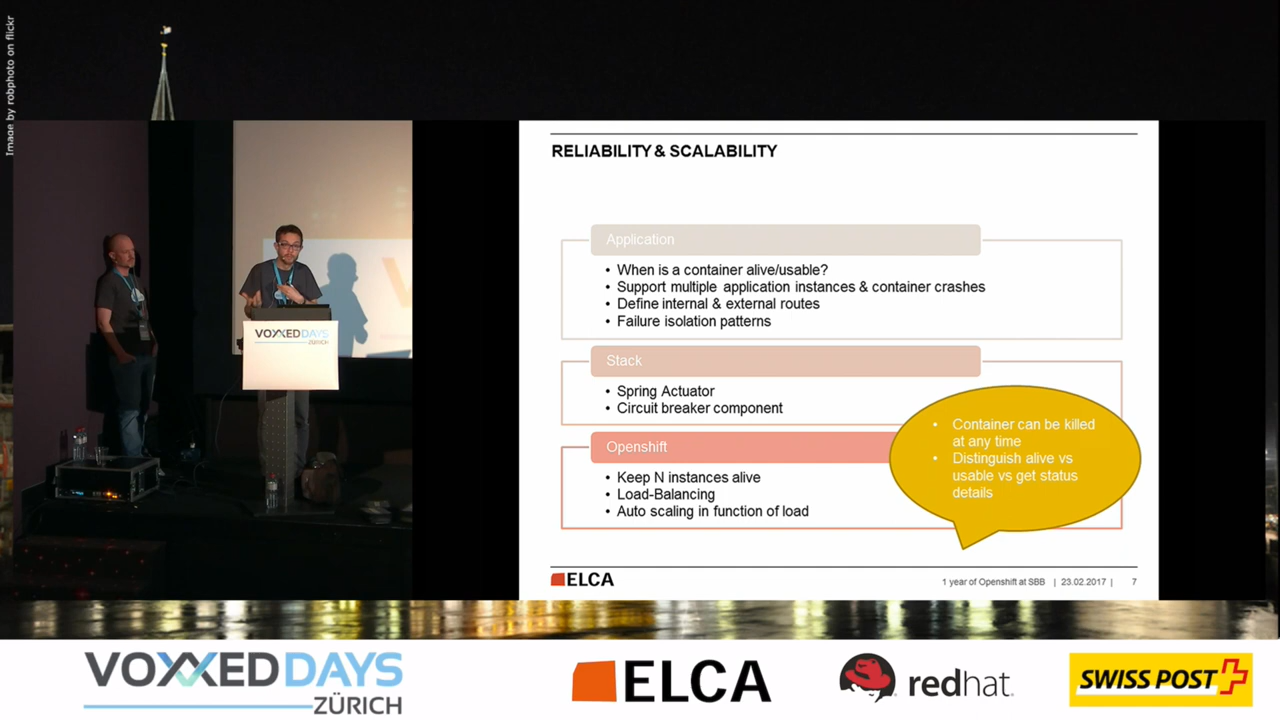 Image by robphoto on flickr
VOXXEDDAYS
ZÜRICH
RELIABILITY & SCALABILITY
Application
• When is a container alive/usable?
• Support multiple application instances & container crashes
• Define internal & external routes
• Failure isolation patterns
Stack
• Spring Actuator
• Circuit breaker component
Openshift
• Keep N instances alive
• Load-Balancing
• Auto scaling in function of load
• Container can be killed
at any time
• Distinguish alive vs
usable vs get status
details
ELCA
1 year of Openshift at SBB | 23.02.2017 | 7
VOXXEDDAYS
ZÜRICH
ELCA
redhat.
SWISS POST